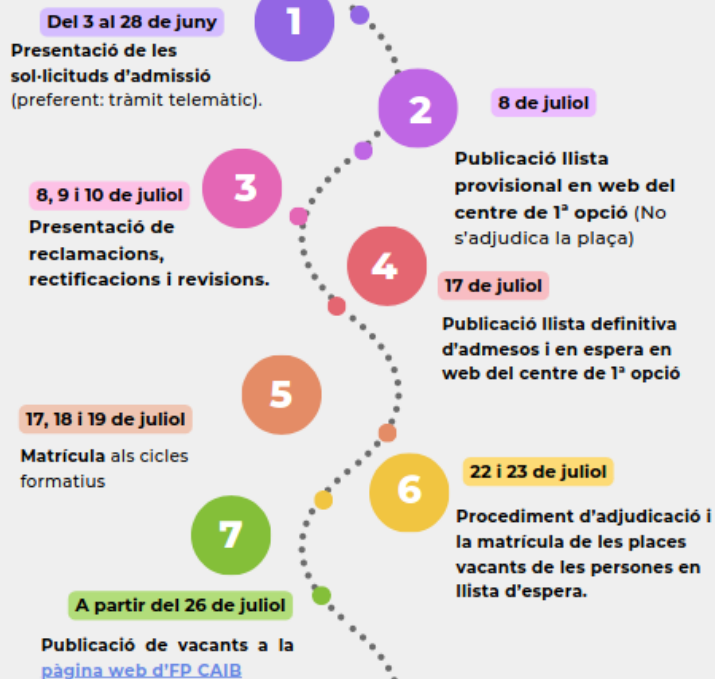 1
Del 3 al 28 de juny
Presentació de les
sol·licituds d'admissió
(preferent: tràmit telemàtic).
2
8 de juliol
Publicació llista
provisional en web del
centre de 1ª opció (No
s'adjudica la plaça)
3
8, 9 i 10 de juliol
Presentació de
reclamacions,
rectificacions i revisions.
4
17 de juliol
Publicació llista definitiva
d'admesos i en espera en
web del centre de 1ª opció
5
17, 18 i 19 de juliol
Matrícula als cicles
formatius
6
22 i 23 de juliol
Procediment d'adjudicació i
la matrícula de les places
vacants de les persones en
llista d'espera.
7
A partir del 26 de juliol
Publicació de vacants a la
pàgina web d'FP CAIB